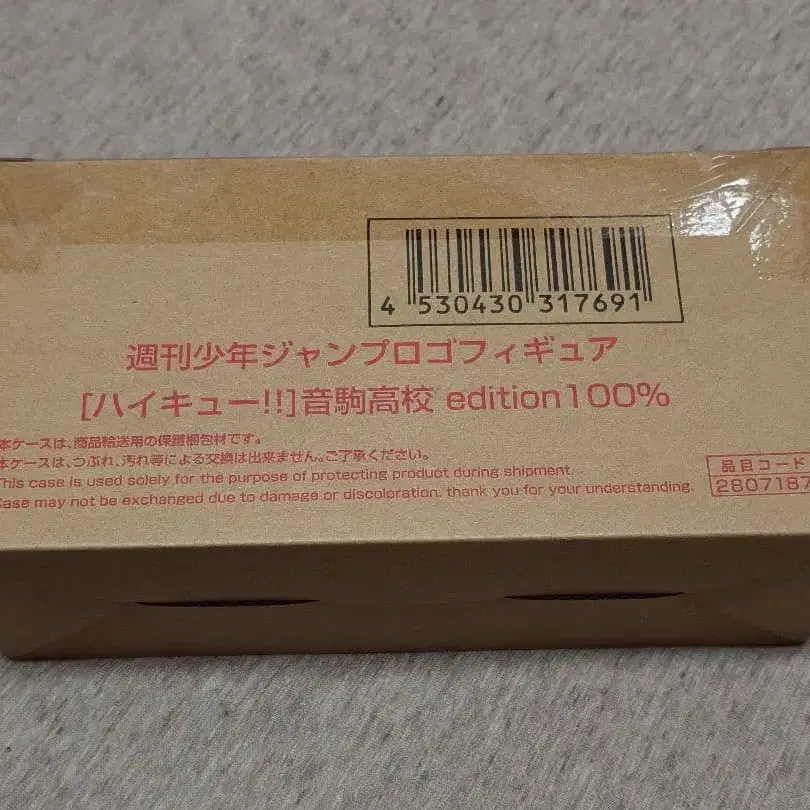 4 530430 317691
週刊少年ジャンプロゴフィギュア
[ハイキュー!!]音駒高校 edition100%
本ケースは、商品輸送用の保護梱包材です。
本ケースは、つぶれ、汚れ等による交換は出来ません。ご了承ください。
This case is used solely for the purpose of protecting product during shipment.
Case may not be exchanged due to damage or discoloration. thank you for your understanding.
品目コード
2807187